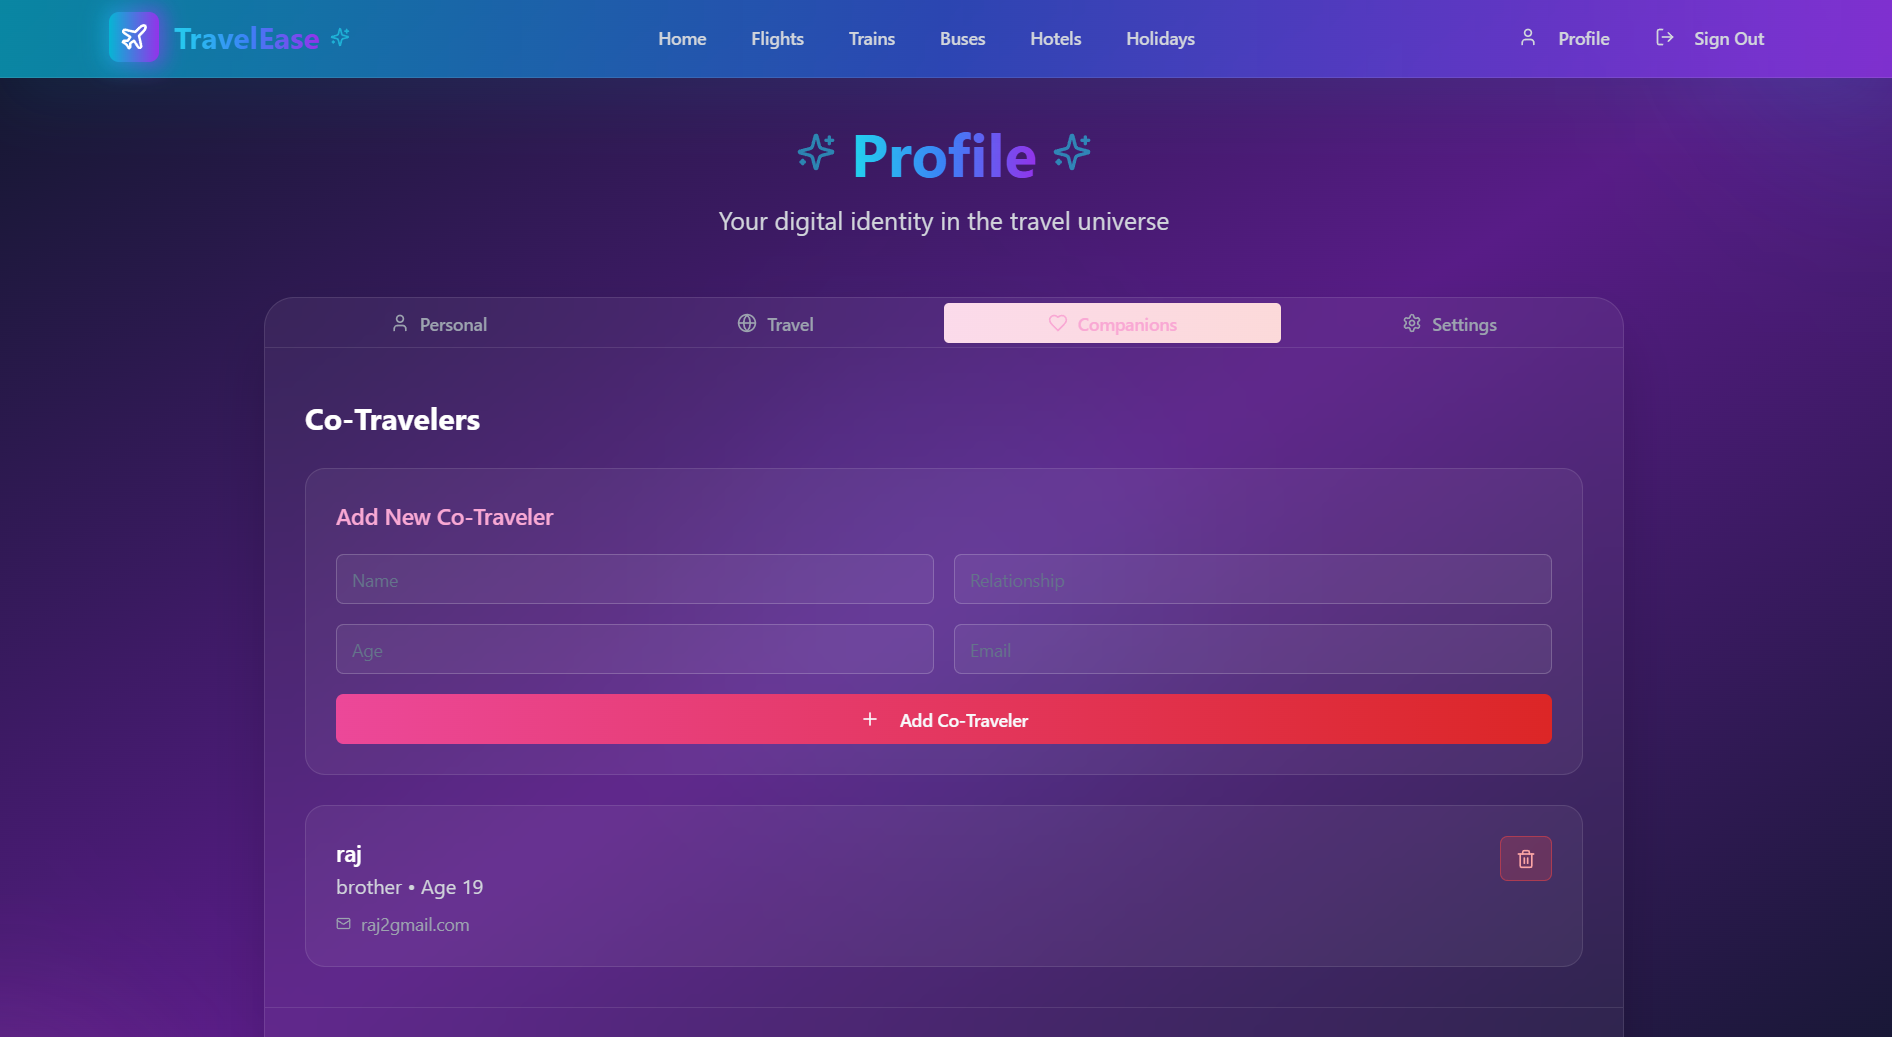 TravelEase
Home Flights Trains Buses Hotels Holidays
Profile Sign Out
Profile
Your digital identity in the travel universe
Personal Travel Companions Settings
Co-Travelers
Add New Co-Traveler
Name Relationship
Age Email
+ Add Co-Traveler
raj
brother • Age 19
raj2gmail.com